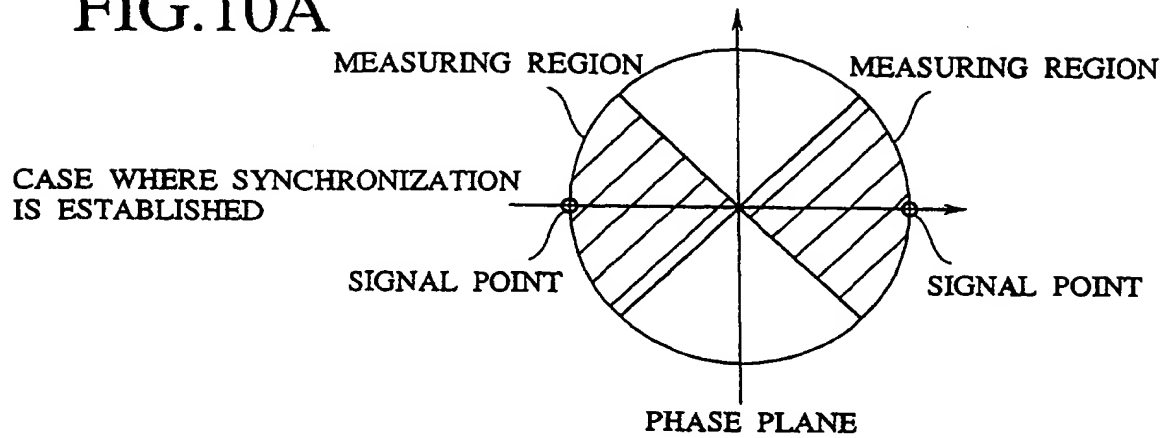 FIG.10A
MEASURING REGION
MEASURING REGION
CASE WHERE SYNCHRONIZATION
IS ESTABLISHED
SIGNAL POINT
SIGNAL POINT
PHASE PLANE